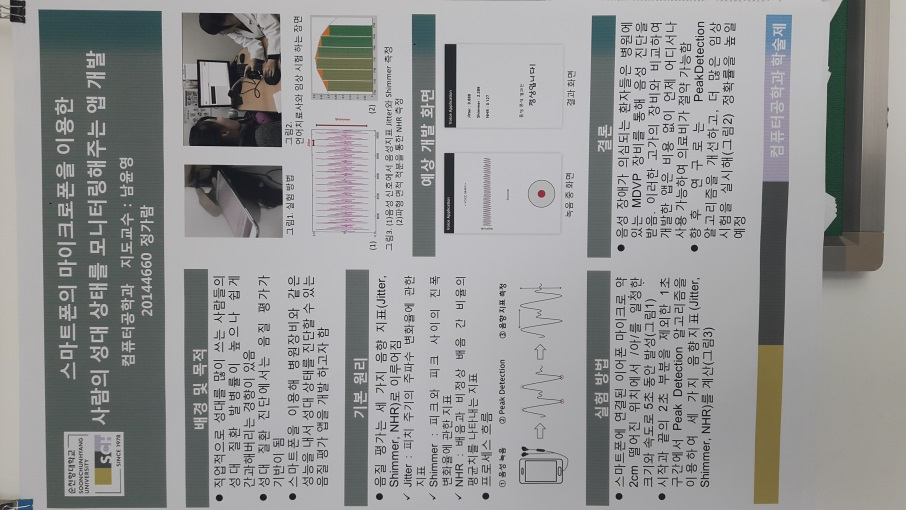 순천향대학교
SOONCHUNHYANG
UNIVERSITY
SCH
SINCE 1978
스마트폰의 마이크로폰을 이용한
사람의 성대 상태를 모니터링해주는 앱 개발
컴퓨터공학과 지도교수 : 남윤영
20144660 정가람
배경 및 목적
● 직업적으로 성대를 많이 쓰는 사람들의
성대 질환 발병률이 높으나 쉽게
간과해버리는 경향이 있음
● 성대 질환 진단에서는 음질 평가가
기반이 됨
● 스마트폰을 이용해 병원장비와 같은
성능을 내서 성대 상태를 진단할 수 있는
음질 평가 앱을 개발 하고자 함
기본 원리
● 음질 평가는 세 가지 음향 지표(Jitter,
Shimmer, NHR)로 이루어짐
✓ Jitter : 피치 주기의 주파수 변화율에 관한
지표
✓ Shimmer : 피크와 피크 사이의 진폭
변화율에 관한 지표
✓ NHR : 배음과 비정상 배음 간 비율의
평균치를 나타내는 지표
● 프로세스 흐름
① 음성 녹음
② Peak Detection
③ 음향 지표 측정
실험 방법
● 스마트폰에 연결된 이어폰 마이크로 약
2cm 떨어진 위치에서 /아/를 일정한
크기와 속도로 5초 동안 발성(그림1)
● 시작과 끝의 2초 부분을 제외한 1초
구간에서 Peak Detection 알고리즘을
이용하여 세 가지 음향 지표(Jitter,
Shimmer, NHR)를 계산(그림3)
그림1. 실험 방법
그림2.
언어치료사와 임상 시험 하는 장면
(1)
(2)
그림3. (1)음성 신호에서 음성지표 Jitter와 Shimmer 측정
(2)파형 면적 적분을 통한 NHR 측정
예상 개발 화면
Voice Application
녹음 중 화면
Voice Application
정상입니다!
결과 화면
결론
● 음성 장애가 의심되는 환자들은 병원에
있는 MDVP 장비를 통해 음성 진단을
받음. 이러한 고가의 장비와 비교하여
개발한 앱은 비용 없이 언제 어디서나
사용 가능하여 의료비가 절약 가능함
● 향후 연구로는 PeakDetection
알고리즘을 개선하고, 더 많은 임상
시험을 실시해(그림2) 정확률을 높일
예정
컴퓨터공학과 학술제